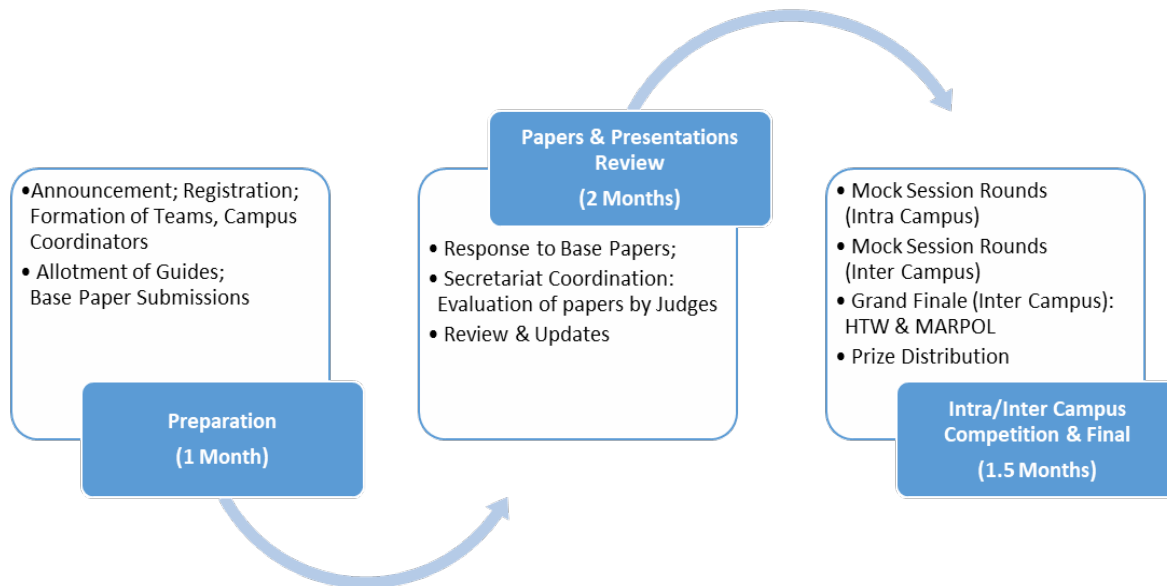 •Announcement; Registration;
Formation of Teams, Campus
Coordinators
• Allotment of Guides;
Base Paper Submissions
Preparation
(1 Month)
Papers & Presentations
Review
(2 Months)
• Response to Base Papers;
• Secretariat Coordination:
Evaluation of papers by Judges
• Review & Updates
• Mock Session Rounds
(Intra Campus)
• Mock Session Rounds
(Inter Campus)
• Grand Finale (Inter Campus):
HTW & MARPOL
• Prize Distribution
Intra/Inter Campus
Competition & Final
(1.5 Months)